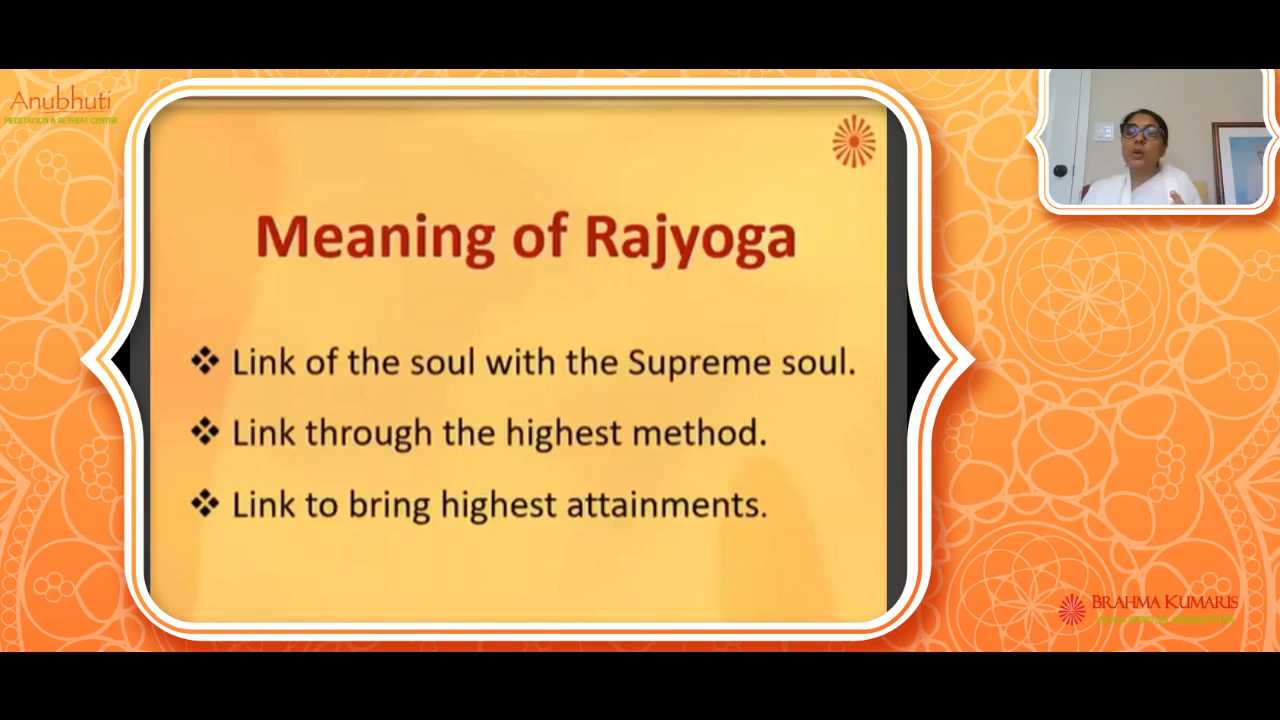 Anubhuti
MEDITATION & RETREAT CENTER
Meaning of Rajyoga
Link of the soul with the Supreme soul.
Link through the highest method.
Link to bring highest attainments.
BRAHMA KUMARIS